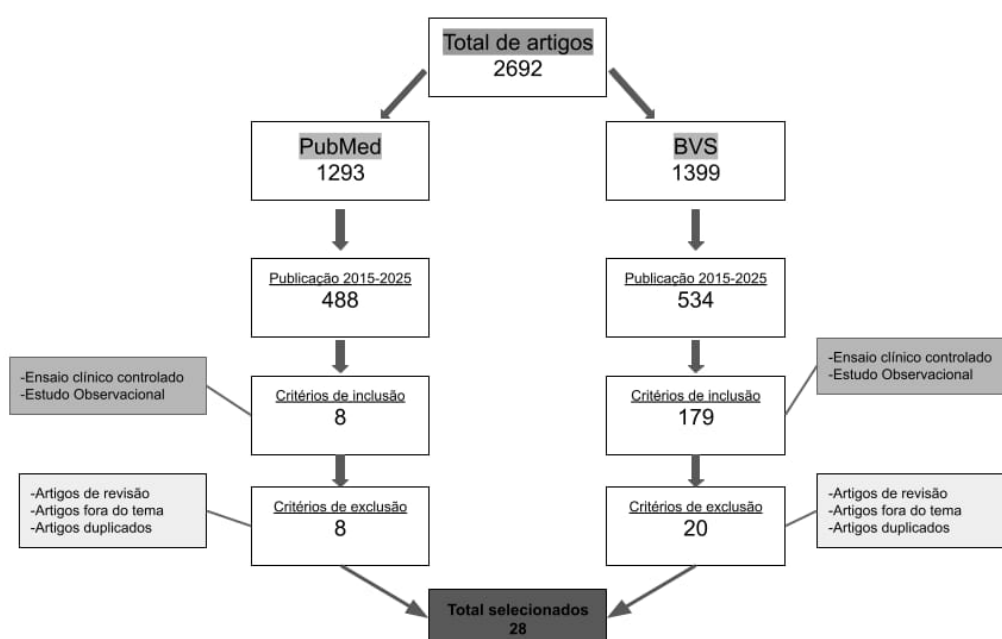 Total de artigos
2692
PubMed
1293
BVS
1399
Publicação 2015-2025
488
Publicação 2015-2025
534
-Ensaio clínico controlado
-Estudo Observacional
Critérios de inclusão
8
Critérios de inclusão
179
-Ensaio clínico controlado
-Estudo Observacional
-Artigos de revisão
-Artigos fora do tema
-Artigos duplicados
Critérios de exclusão
8
Critérios de exclusão
20
-Artigos de revisão
-Artigos fora do tema
-Artigos duplicados
Total selecionados
28